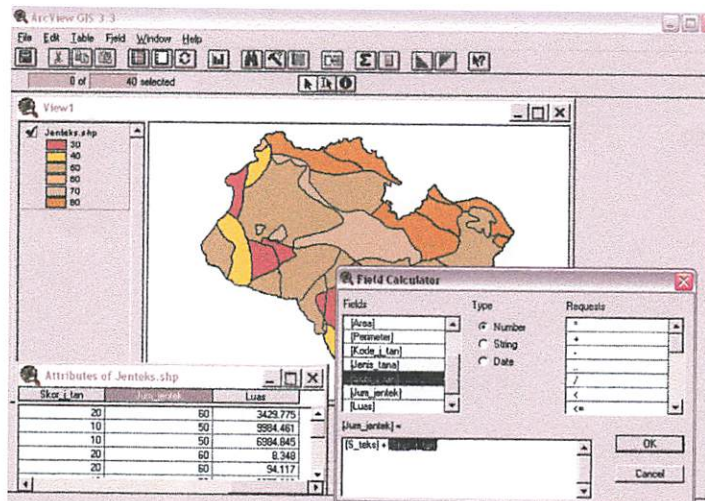 ArcView GIS 3.3
File Edit Table Field Window Help
0 of 40 selected
View1
Jenteks.shp
30
40
50
60
70
80
Field Calculator
Fields
Type
Requests
[Area]
[Perimeter]
[Kode_j_tan]
[Jenis_tana]
[Jum_jentek]
[Luas]
Number
String
Date
*
+
-
/
<
<=
[Jum_jentek] =
[S_teks] +
OK
Cancel
Attributes of Jenteks.shp
Skor_j_tan Jum_jentek Luas
20 60 3429.775
10 50 9984.461
10 50 6984.845
20 60 8.348
20 60 94.117